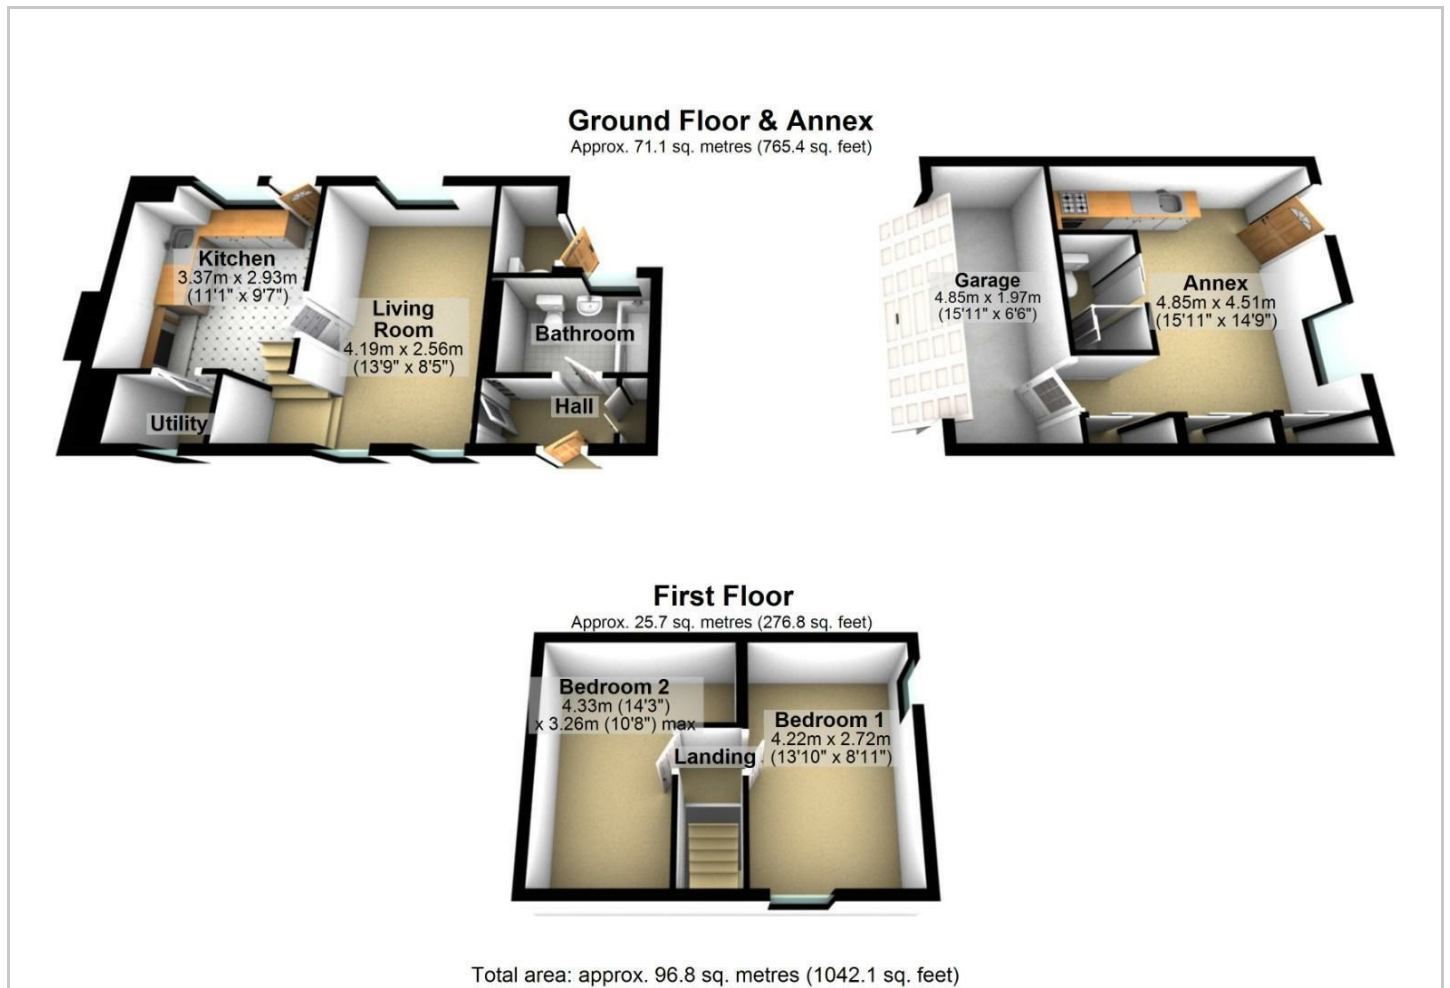 Ground Floor & Annex
Approx. 71.1 sq. metres (765.4 sq. feet)
Kitchen
3.37m x 2.93m
(11'1" x 9'7")
Living
Room
4.19m x 2.56m
(13'9" x 8'5")
Bathroom
Hall
Utility
Garage
4.85m x 1.97m
(15'11" x 6'6")
Annex
4.85m x 4.51m
(15'11" x 14'9")
First Floor
Approx. 25.7 sq. metres (276.8 sq. feet)
Bedroom 2
4.33m (14'3")
x 3.26m (10'8") max
Landing
Bedroom 1
4.22m x 2.72m
(13'10" x 8'11")
Total area: approx. 96.8 sq. metres (1042.1 sq. feet)